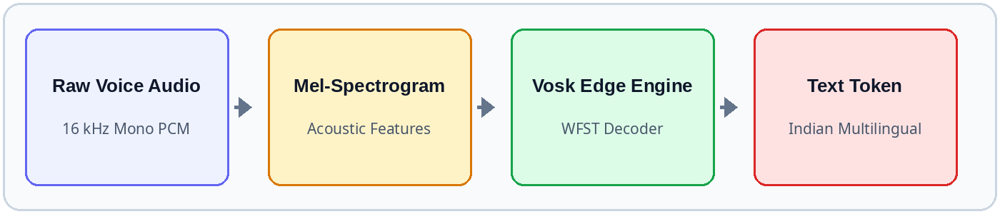 Raw Voice Audio
16 kHz Mono PCM
Mel-Spectrogram
Acoustic Features
Vosk Edge Engine
WFST Decoder
Text Token
Indian Multilingual